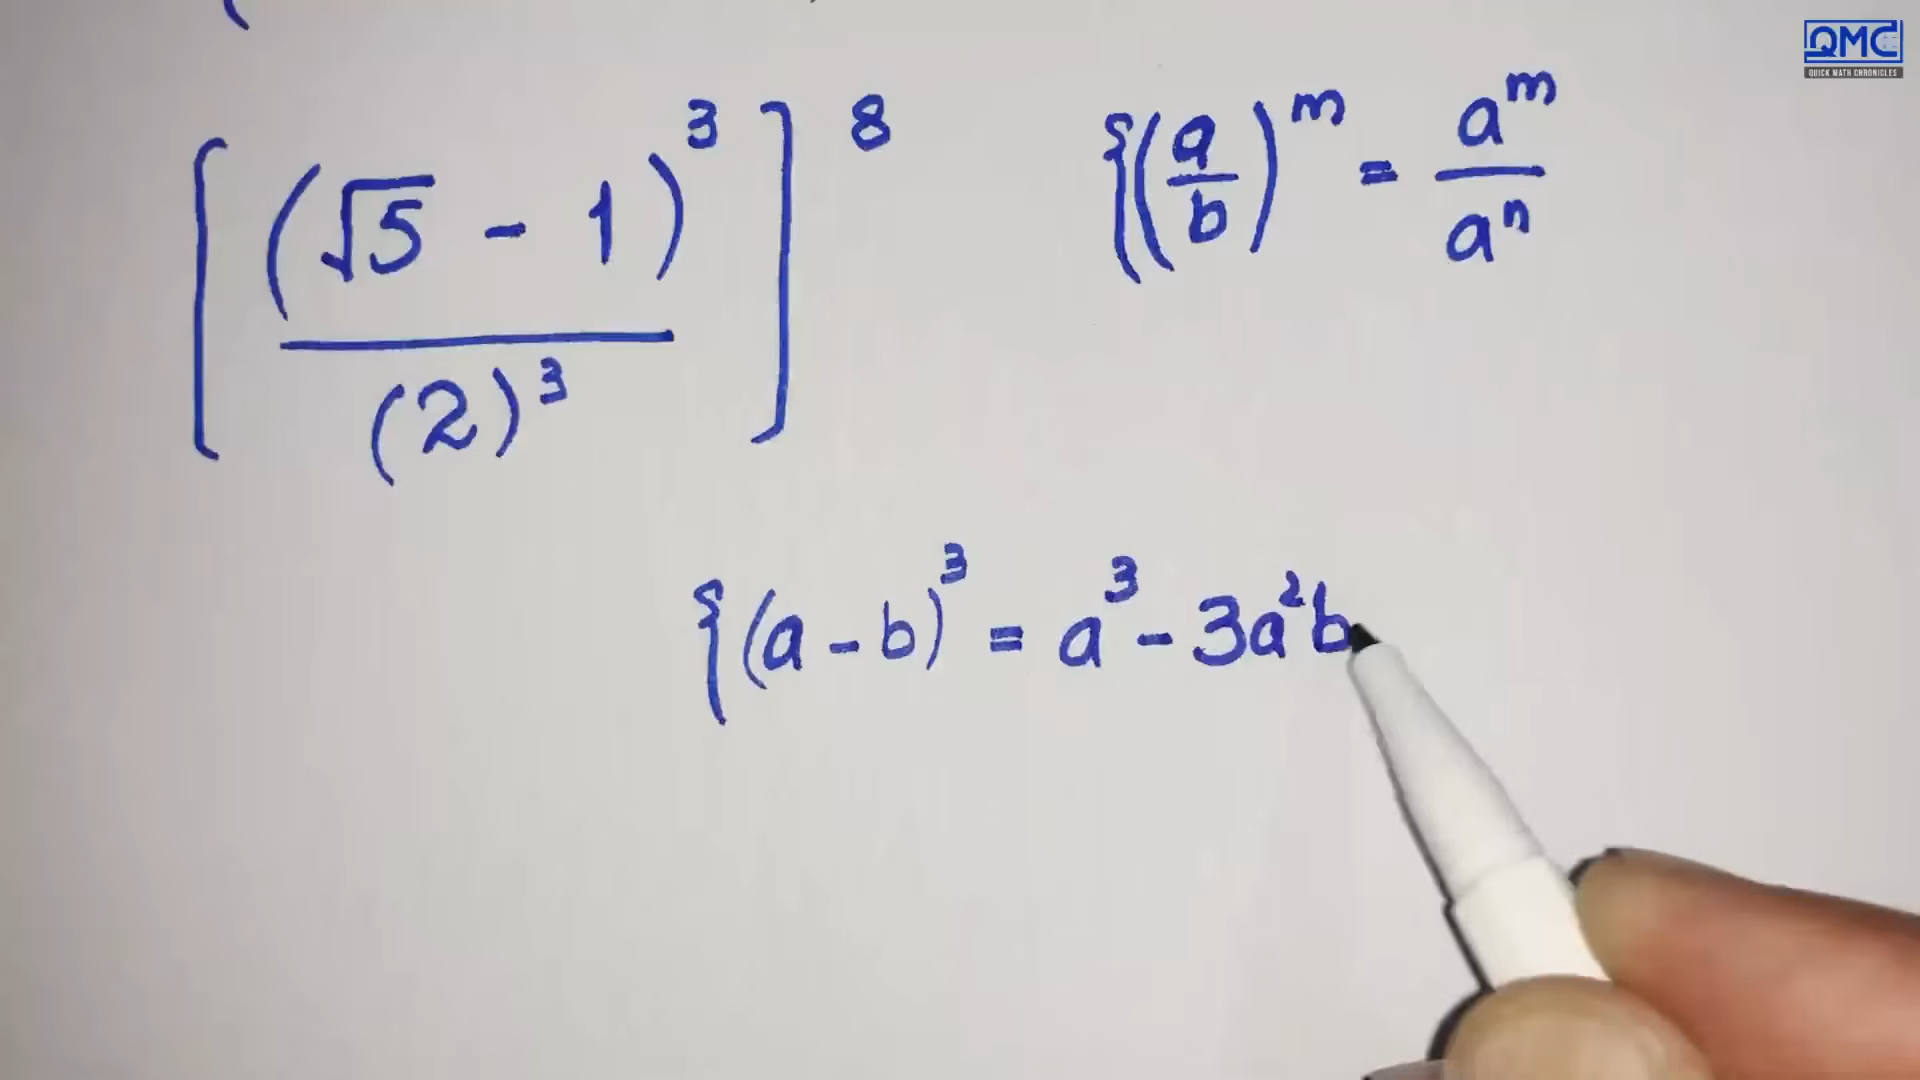 QMC
QUICK MATH CHRONICLES
[(√5 - 1)³/(2)³]⁸
{(a/b)ᵐ = aᵐ/aⁿ
{(a - b)³ = a³ - 3a²b